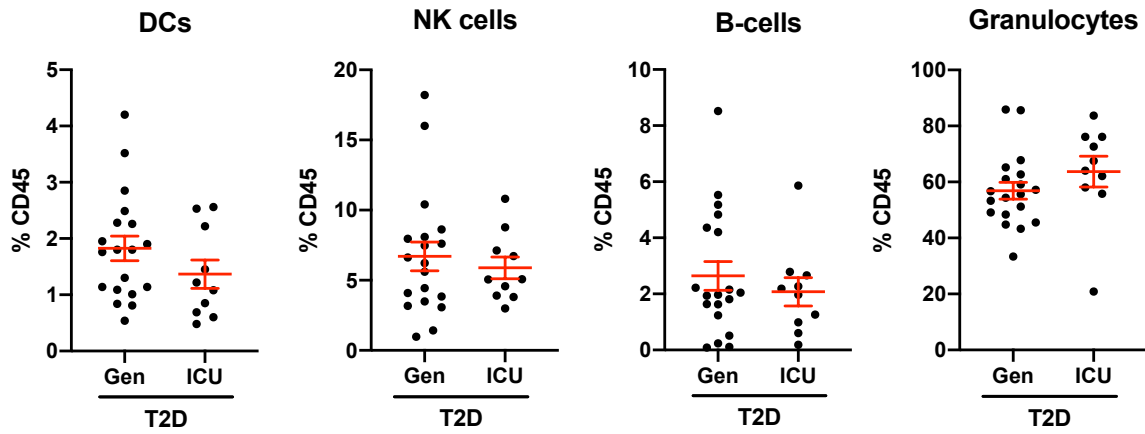 DCs
% CD45
5
4
3
2
1
0
Gen ICU
T2D
NK cells
% CD45
20
15
10
5
0
Gen ICU
T2D
B-cells
% CD45
10
8
6
4
2
0
Gen ICU
T2D
Granulocytes
% CD45
100
80
60
40
20
0
Gen ICU
T2D